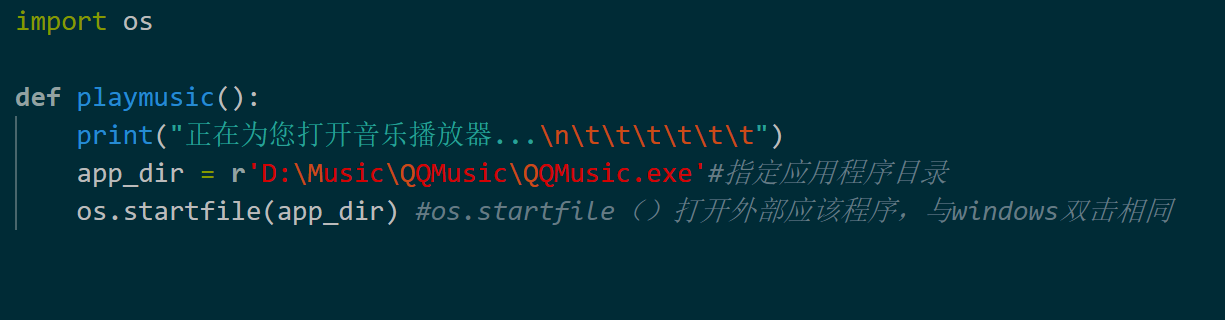 import os
def playmusic():
    print("正在为您打开音乐播放器...\n\t\t\t\t\t\t")
    app_dir = r'D:\Music\QQMusic\QQMusic.exe'#指定应用程序目录
    os.startfile(app_dir) #os.startfile（）打开外部应该程序，与windows双击相同